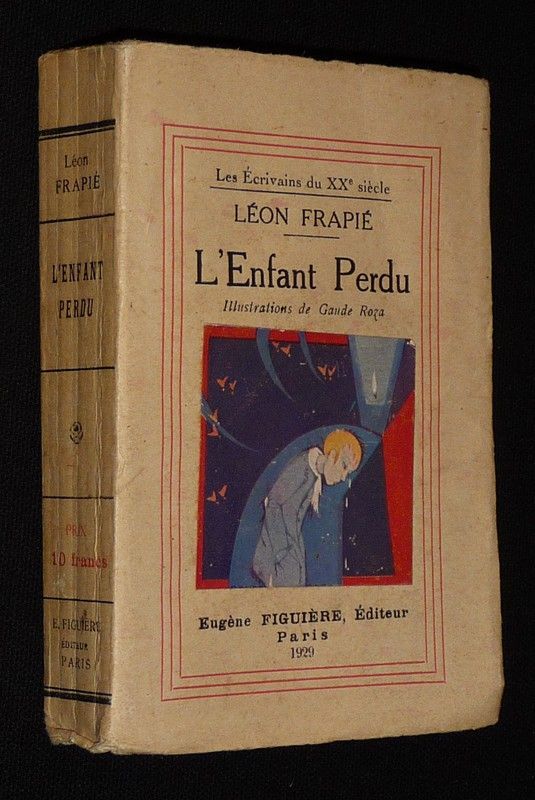 Léon
FRAPIÉ
L'ENFANT
PERDU
PRIX
10 francs
E. FIGUIÈRE
ÉDITEUR
PARIS
Les Écrivains du XXe siècle
LÉON FRAPIÉ
L'Enfant Perdu
Illustrations de Gaude Roza
Eugène FIGUIÈRE, Éditeur
Paris
1929